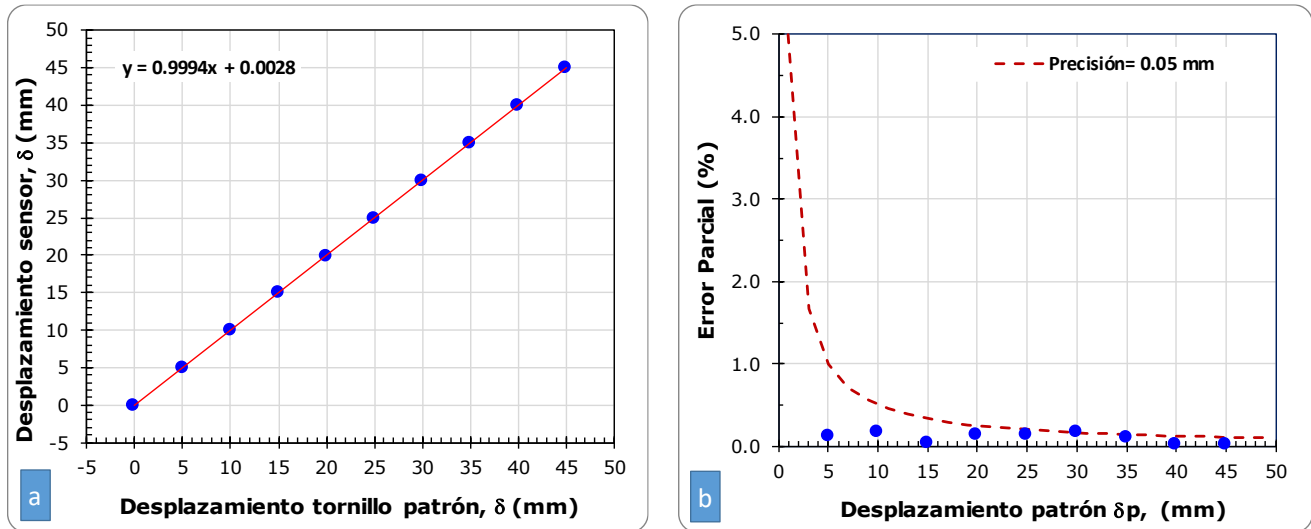 y = 0.9994x + 0.0028
Desplazamiento sensor, δ (mm)
50
45
40
35
30
25
20
15
10
5
0
-5
-5 0 5 10 15 20 25 30 35 40 45 50
Desplazamiento tornillo patrón, δ (mm)
a
Precisión= 0.05 mm
Error Parcial (%)
5.0
4.0
3.0
2.0
1.0
0.0
0 5 10 15 20 25 30 35 40 45 50
Desplazamiento patrón δp, (mm)
b